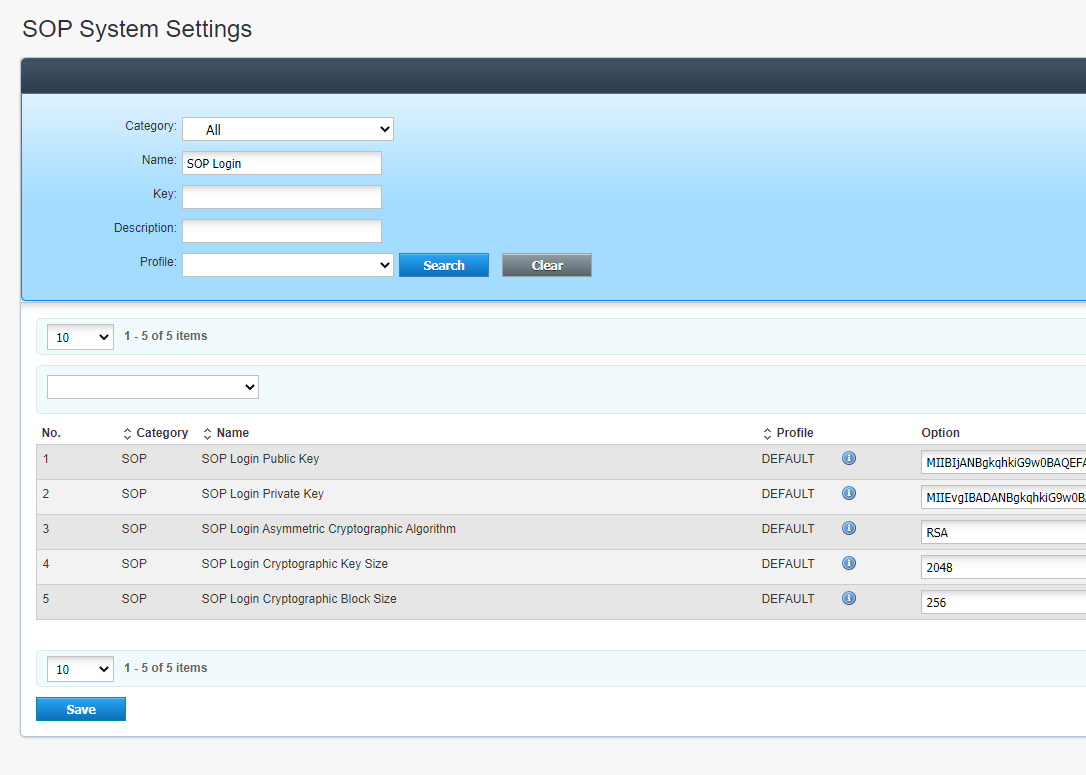 SOP System Settings
Category: All
Name: SOP Login
Key:
Description:
Profile: Search Clear
10 1 - 5 of 5 items
No. Category Name Profile Option
1 SOP SOP Login Public Key DEFAULT MIIBIjANBgkqhkiG9w0BAQEFA
2 SOP SOP Login Private Key DEFAULT MIIEvgIBADANBgkqhkiG9w0B
3 SOP SOP Login Asymmetric Cryptographic Algorithm DEFAULT RSA
4 SOP SOP Login Cryptographic Key Size DEFAULT 2048
5 SOP SOP Login Cryptographic Block Size DEFAULT 256
10 1 - 5 of 5 items
Save